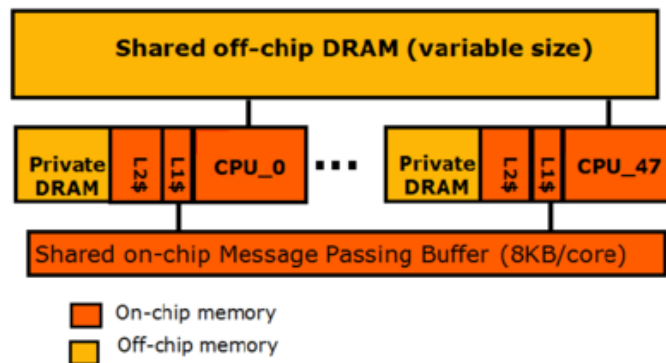 Shared off-chip DRAM (variable size)
Private
DRAM
L2$
L1$
CPU_0
...
Private
DRAM
L2$
L1$
CPU_47
Shared on-chip Message Passing Buffer (8KB/core)
On-chip memory
Off-chip memory